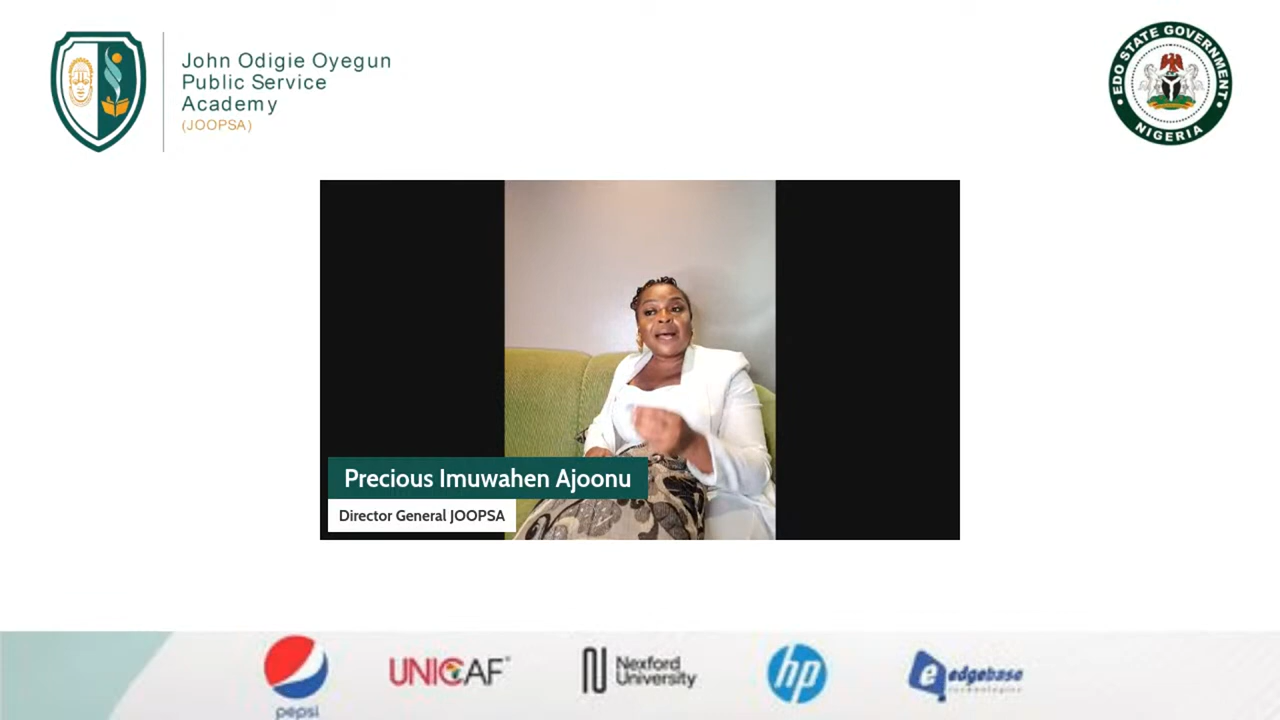 John Odigie Oyegun
Public Service
Academy
(JOOPSA)
EDO STATE GOVERNMENT
NIGERIA
Precious Imuwahen Ajoonu
Director General JOOPSA
pepsi
UNICAF
Nexford
University
hp
edgebase
technologies